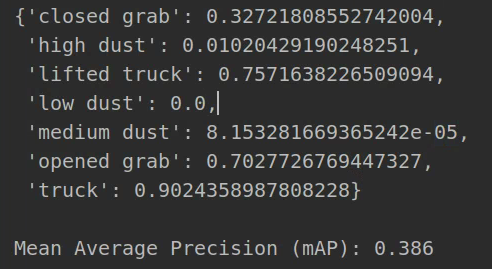 {'closed grab': 0.32721808552742004,
'high dust': 0.01020429190248251,
'lifted truck': 0.7571638226509094,
'low dust': 0.0,
'medium dust': 8.153281669365242e-05,
'opened grab': 0.7027726769447327,
'truck': 0.9024358987808228}
Mean Average Precision (mAP): 0.386